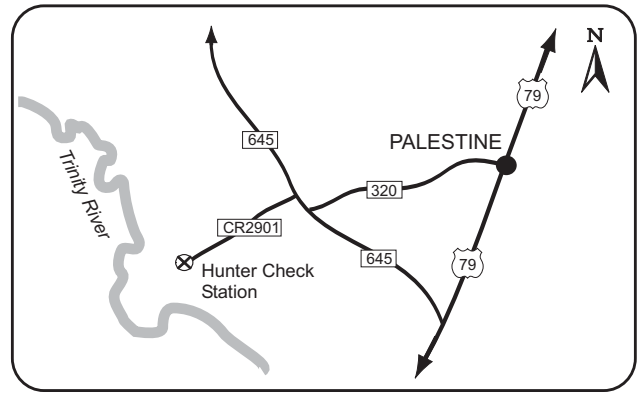 N
79
645
PALESTINE
320
Trinity River
CR2901
645
79
Hunter Check
Station